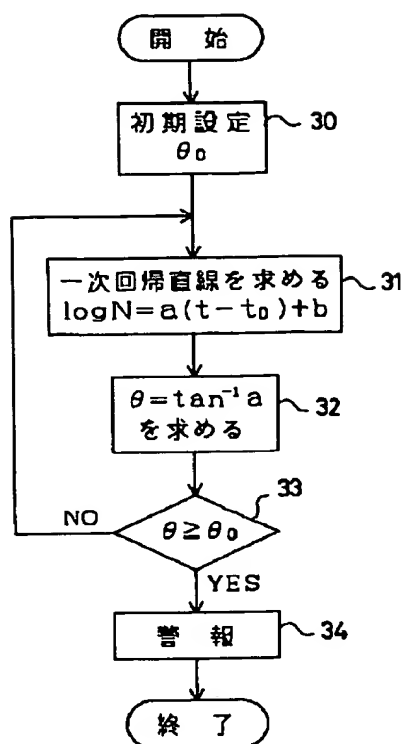 開始
初期設定
θ₀
30
一次回帰直線を求める
logN=a(t-t₀)+b
31
θ=tan⁻¹a
を求める
32
33
NO
θ≧θ₀
YES
警報
34
終了